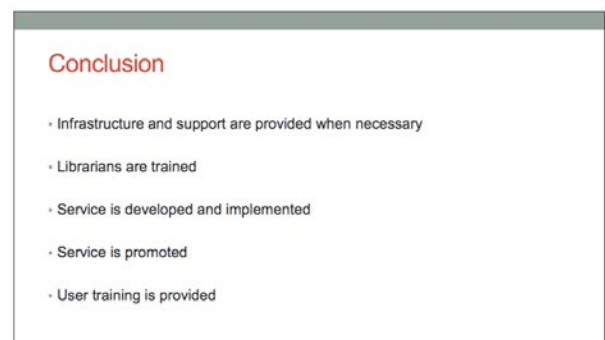 Conclusion
• Infrastructure and support are provided when necessary
• Librarians are trained
• Service is developed and implemented
• Service is promoted
• User training is provided